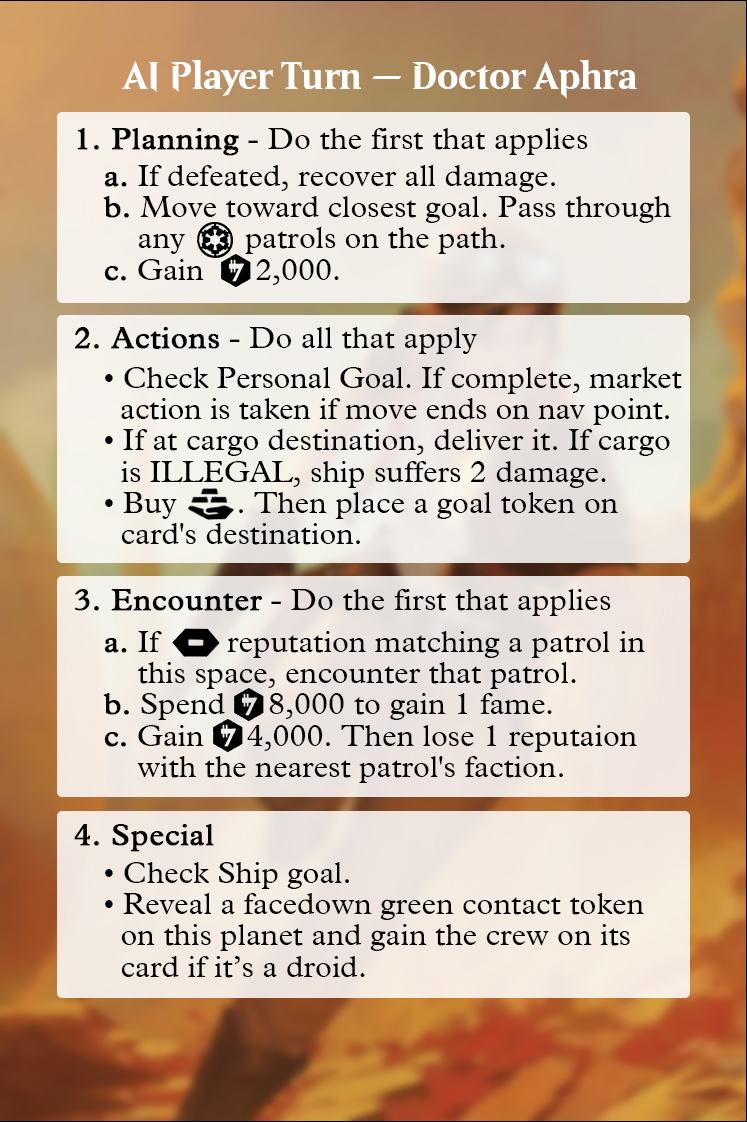 AI Player Turn — Doctor Aphra
1. Planning - Do the first that applies
a. If defeated, recover all damage.
b. Move toward closest goal. Pass through
any patrols on the path.
c. Gain 2,000.
2. Actions - Do all that apply
• Check Personal Goal. If complete, market
action is taken if move ends on nav point.
• If at cargo destination, deliver it. If cargo
is ILLEGAL, ship suffers 2 damage.
• Buy . Then place a goal token on
card's destination.
3. Encounter - Do the first that applies
a. If reputation matching a patrol in
this space, encounter that patrol.
b. Spend 8,000 to gain 1 fame.
c. Gain 4,000. Then lose 1 reputaion
with the nearest patrol's faction.
4. Special
• Check Ship goal.
• Reveal a facedown green contact token
on this planet and gain the crew on its
card if it’s a droid.